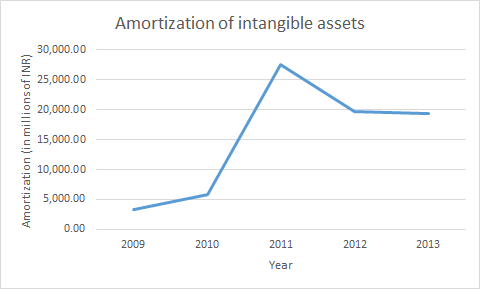 Amortization of intangible assets
Amortization (in millions of INR)
30,000.00
25,000.00
20,000.00
15,000.00
10,000.00
5,000.00
0.00
2009 2010 2011 2012 2013
Year